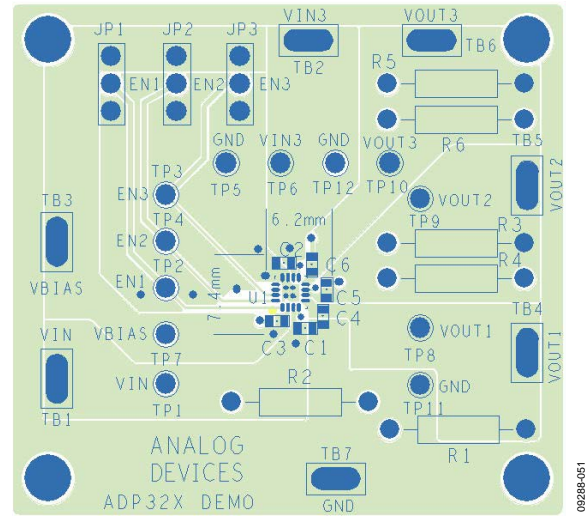 JP1 JP2 JP3 VIN3 VOUT3
TB2 TB6
EN1 EN2 EN3
R5
R6
TB5
GND VIN3 GND VOUT3
TP5 TP6 TP12 TP10
VOUT2
TP3
EN3
TP4
VOUT2
TP9
TB3
VBIAS
6.2mm
7.4mm
EN2
TP2
EN1
R3
R4
C2
C6
U1
C5
C4
C3 C1
TB4
VOUT1
VIN
TB1
VBIAS
TP7
VOUT1
TP8
VIN
TP1
R2
GND
TP11
R1
ANALOG
DEVICES
ADP32X DEMO
TB7
GND
09288-051